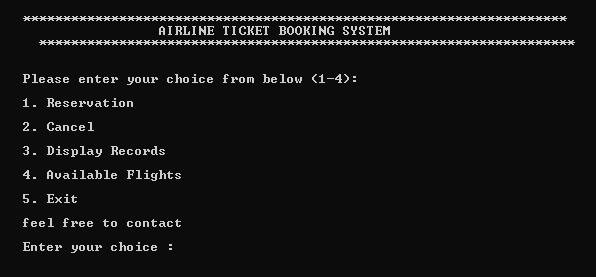 ********************************************************************
AIRLINE TICKET BOOKING SYSTEM
*******************************************************************
Please enter your choice from below (1-4):
1. Reservation
2. Cancel
3. Display Records
4. Available Flights
5. Exit
feel free to contact
Enter your choice :